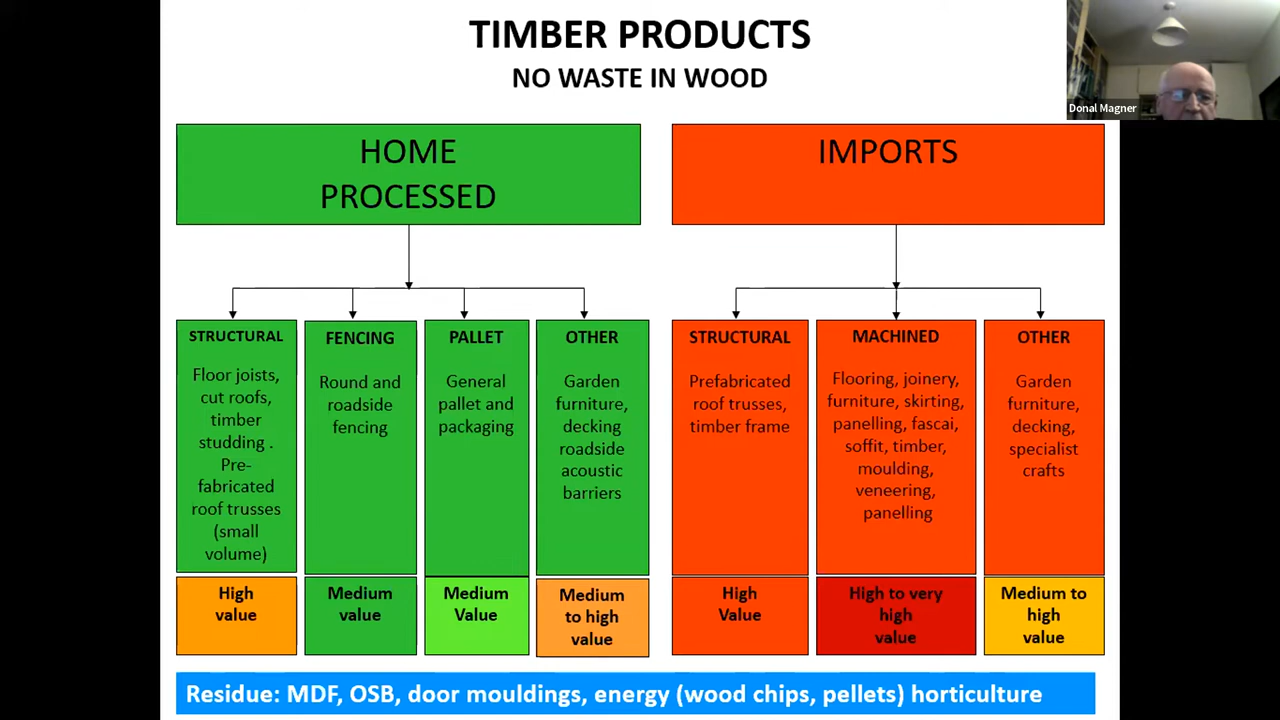 TIMBER PRODUCTS
NO WASTE IN WOOD
Donal Magner
HOME
PROCESSED
IMPORTS
STRUCTURAL
Floor joists,
cut roofs,
timber
studding .
Pre-
fabricated
roof trusses
(small
volume)
High
value
FENCING
Round and
roadside
fencing
Medium
value
PALLET
General
pallet and
packaging
Medium
Value
OTHER
Garden
furniture,
decking
roadside
acoustic
barriers
Medium
to high
value
STRUCTURAL
Prefabricated
roof trusses,
timber frame
High
Value
MACHINED
Flooring, joinery,
furniture, skirting,
panelling, fascai,
soffit, timber,
moulding,
veneering,
panelling
High to very
high
value
OTHER
Garden
furniture,
decking,
specialist
crafts
Medium to
high
value
Residue: MDF, OSB, door mouldings, energy (wood chips, pellets) horticulture